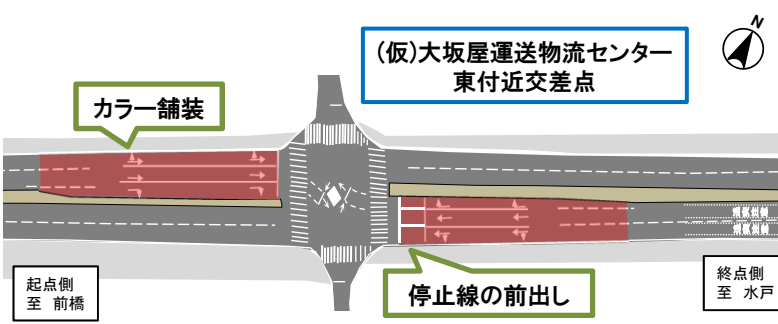 N
(仮)大坂屋運送物流センター
東付近交差点
カラー舗装
起点側
至 前橋
停止線の前出し
終点側
至 水戸